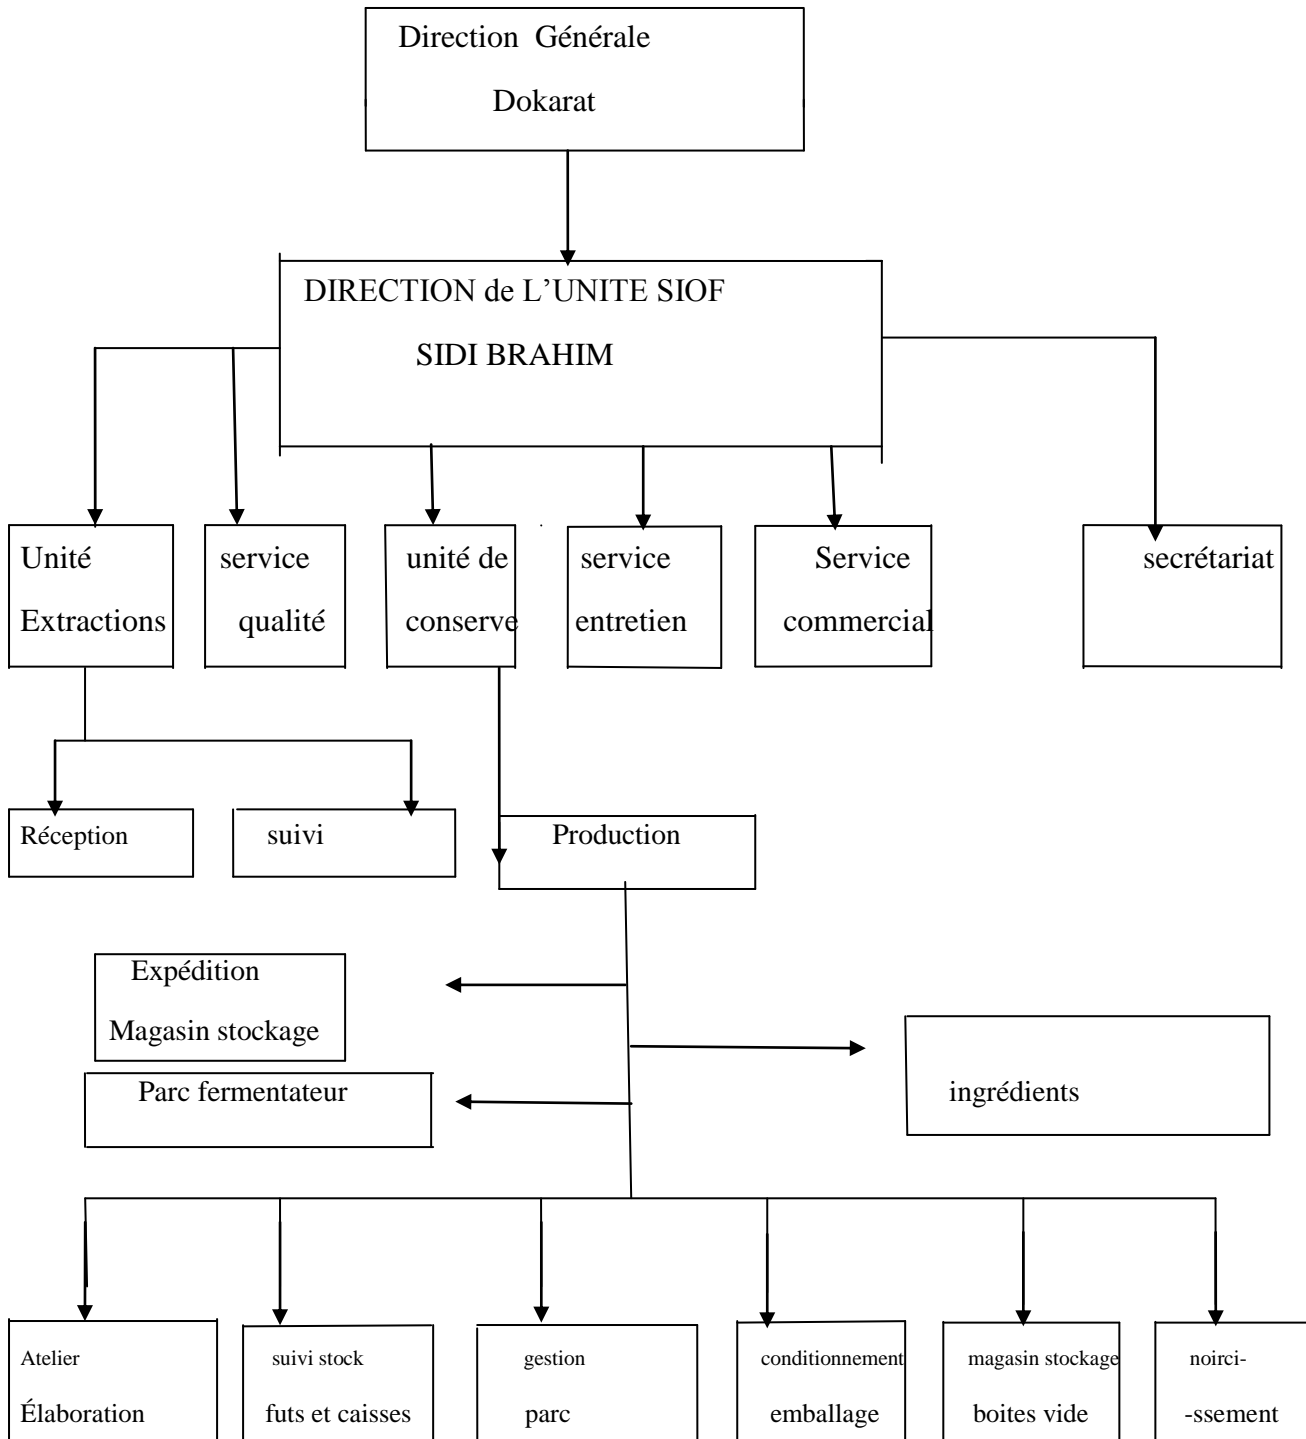 Direction Générale
Dokarat
DIRECTION de L'UNITE SIOF
SIDI BRAHIM
Unité
Extractions
service
qualité
unité de
conserve
service
entretien
Service
commercial
secrétariat
Réception
suivi
Production
Expédition
Magasin stockage
Parc fermentateur
ingrédients
Atelier
Élaboration
suivi stock
futs et caisses
gestion
parc
conditionnement
emballage
magasin stockage
boites vide
noirci-
-ssement